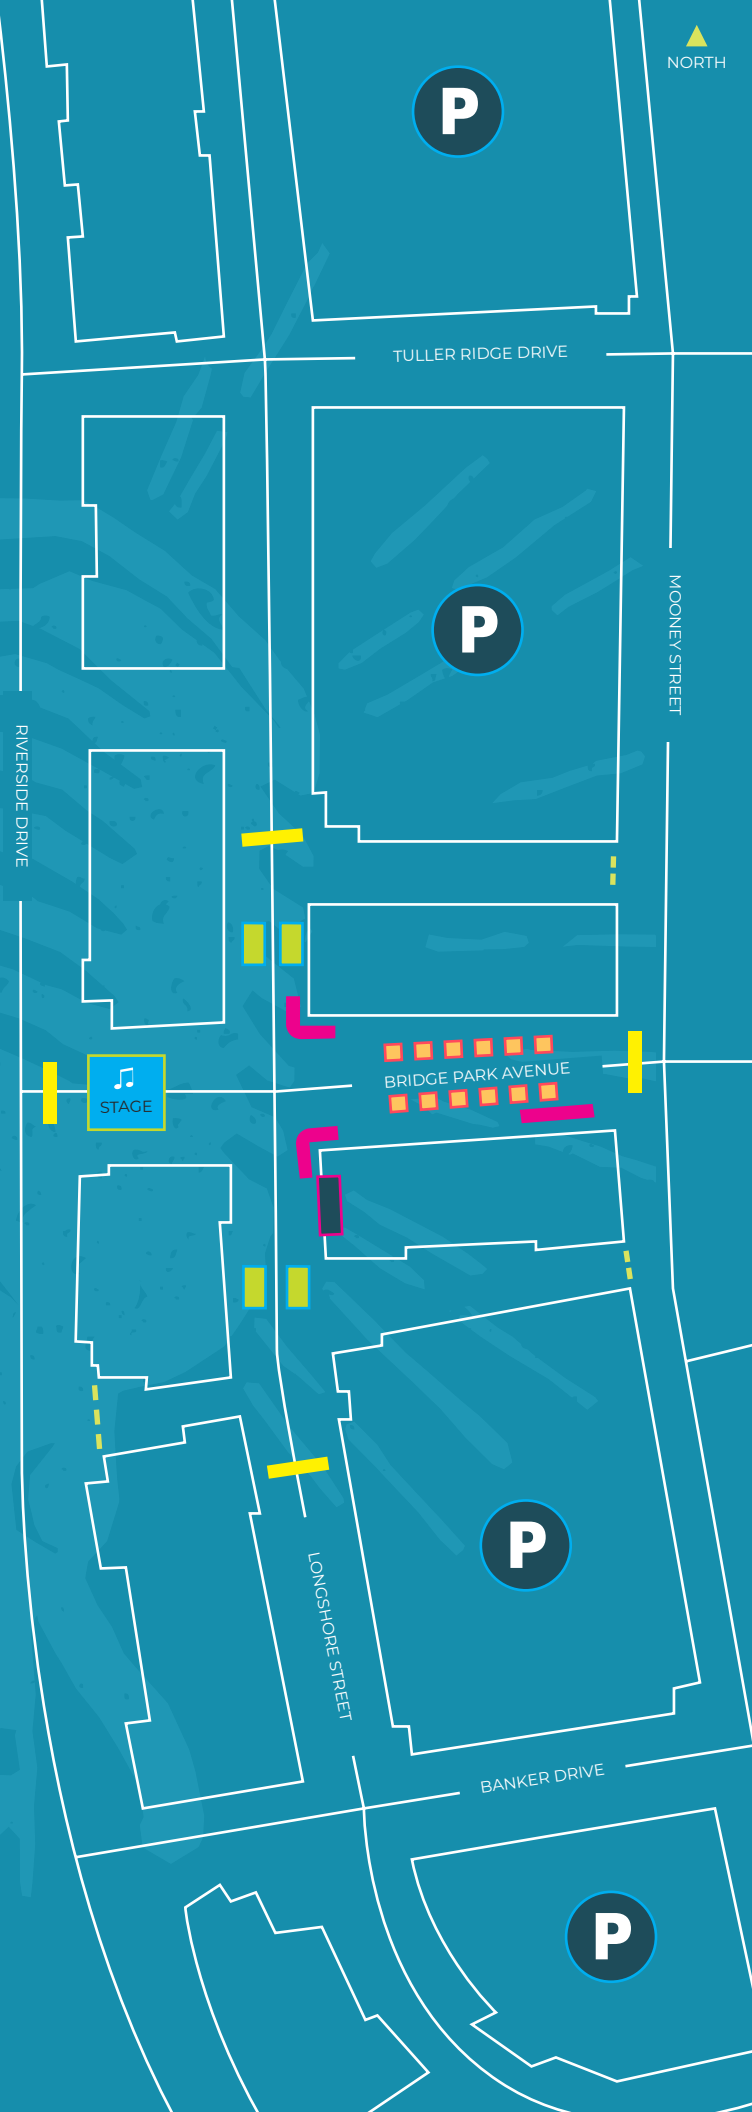 NORTH
P
TULLER RIDGE DRIVE
P
MOONEY STREET
RIVERSIDE DRIVE
BRIDGE PARK AVENUE
STAGE
P
LONGSHORE STREET
BANKER DRIVE
P